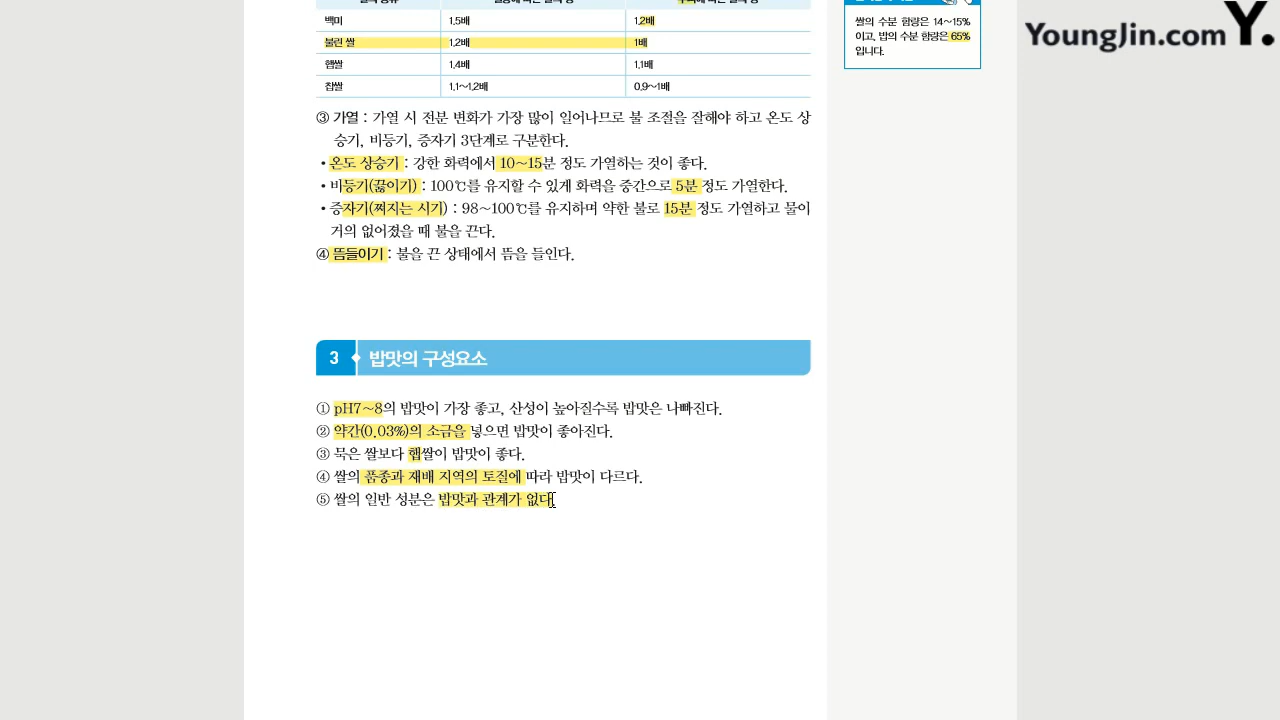 백미 1.5배 1.2배
불린 쌀 1.2배 1배
햅쌀 1.4배 1.1배
찹쌀 1.1~1.2배 0.9~1배
③ 가열 : 가열 시 전분 변화가 가장 많이 일어나므로 불 조절을 잘해야 하고 온도 상
승기, 비등기, 증자기 3단계로 구분한다.
• 온도 상승기 : 강한 화력에서 10~15분 정도 가열하는 것이 좋다.
• 비등기(끓이기) : 100℃를 유지할 수 있게 화력을 중간으로 5분 정도 가열한다.
• 증자기(쪄지는 시기) : 98~100℃를 유지하며 약한 불로 15분 정도 가열하고 물이
거의 없어졌을 때 불을 끈다.
④ 뜸들이기 : 불을 끈 상태에서 뜸을 들인다.
3 밥맛의 구성요소
① pH7~8의 밥맛이 가장 좋고, 산성이 높아질수록 밥맛은 나빠진다.
② 약간(0.03%)의 소금을 넣으면 밥맛이 좋아진다.
③ 묵은 쌀보다 햅쌀이 밥맛이 좋다.
④ 쌀의 품종과 재배 지역의 토질에 따라 밥맛이 다르다.
⑤ 쌀의 일반 성분은 밥맛과 관계가 없다.
쌀의 수분 함량은 14~15%
이고, 밥의 수분 함량은 65%
입니다.
YoungJin.com Y.